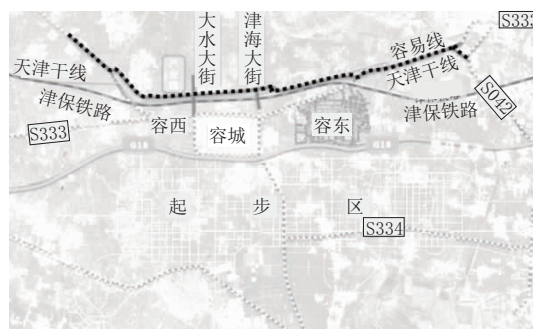 大水大街
津海大街
S333
容易线
天津干线
天津干线
津保铁路
津保铁路
S042
S333
容西
容城
容东
G18
G18
起步区
S334